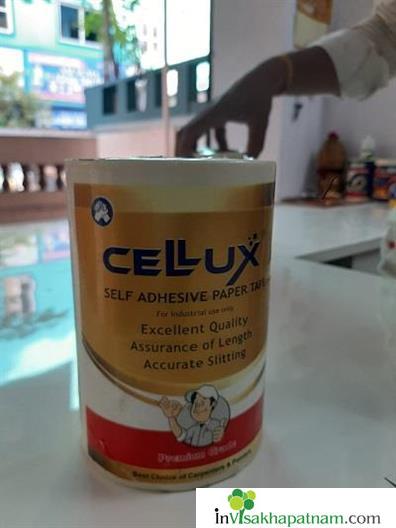 CELLUX
SELF ADHESIVE PAPER TAPE
For Industrial use only
Excellent Quality
Assurance of Length
Accurate Slitting
Premium Grade
Best Choice of Carpenters & Painters
invisakhapatnam.com